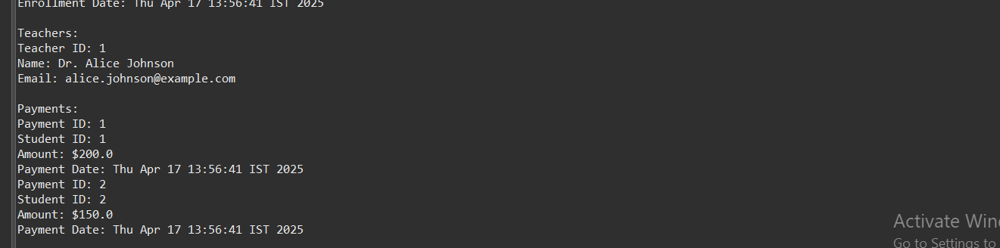 Enrollment Date: Thu Apr 17 13:56:41 IST 2025
Teachers:
Teacher ID: 1
Name: Dr. Alice Johnson
Email: alice.johnson@example.com
Payments:
Payment ID: 1
Student ID: 1
Amount: $200.0
Payment Date: Thu Apr 17 13:56:41 IST 2025
Payment ID: 2
Student ID: 2
Amount: $150.0
Payment Date: Thu Apr 17 13:56:41 IST 2025
Activate Win
Go to Settings to